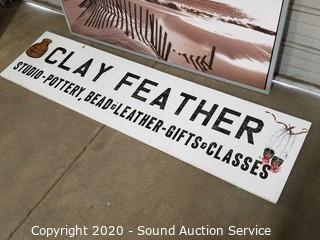 CLAY FEATHER
STUDIO-POTTERY, BEAD&LEATHER-GIFTS&CLASSES
Copyright 2020 - Sound Auction Service